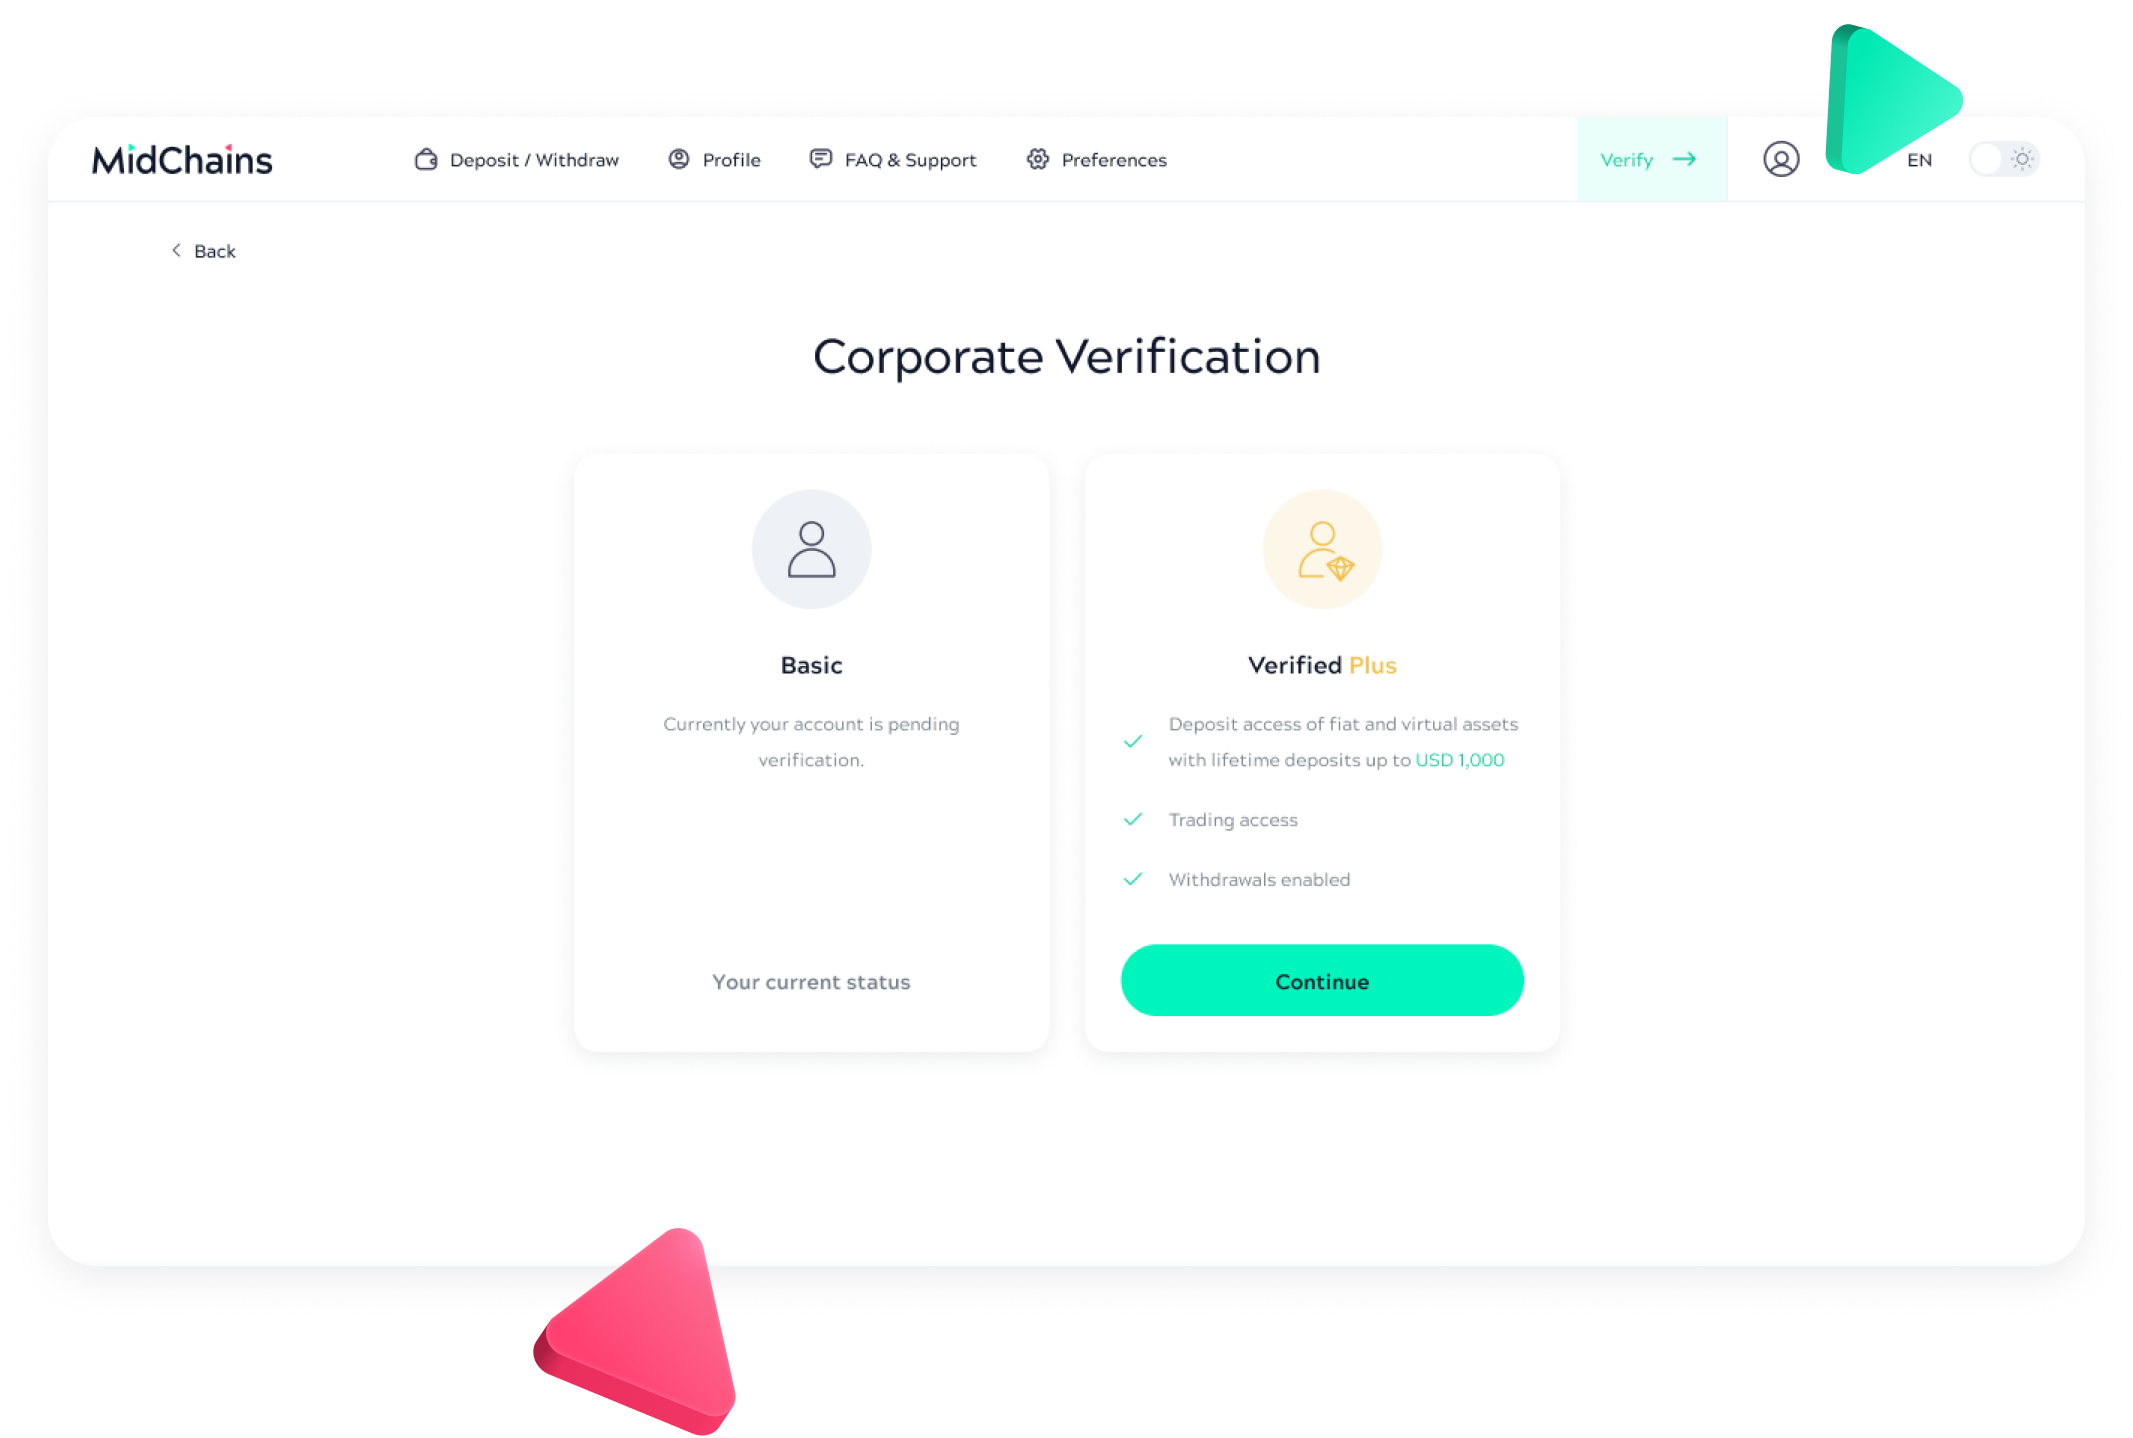 MidChains
Deposit / Withdraw
Profile
FAQ & Support
Preferences
Verify
EN
Back
Corporate Verification
Basic
Currently your account is pending
verification.
Your current status
Verified Plus
Deposit access of fiat and virtual assets
with lifetime deposits up to USD 1,000
Trading access
Withdrawals enabled
Continue